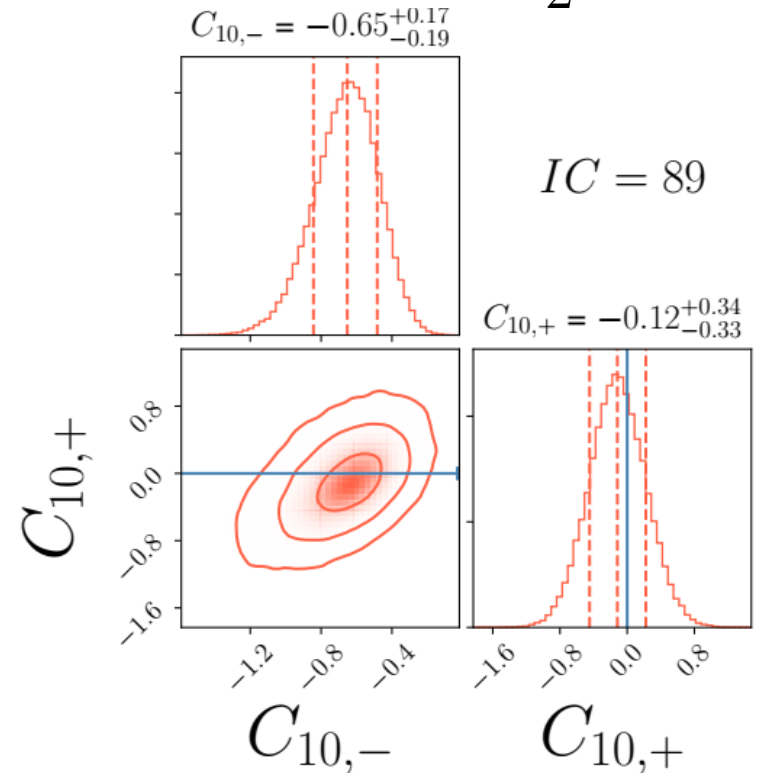 2
C₁₀,₋ = −0.65⁺⁰·¹⁷₋₀.₁₉
IC = 89
C₁₀,₊ = −0.12⁺⁰·³⁴₋₀.₃₃
C₁₀,₊
0.8
0.0
−0.8
−1.6
−1.2 −0.8 −0.4
−1.6 −0.8 0.0 0.8
C₁₀,₋ C₁₀,₊